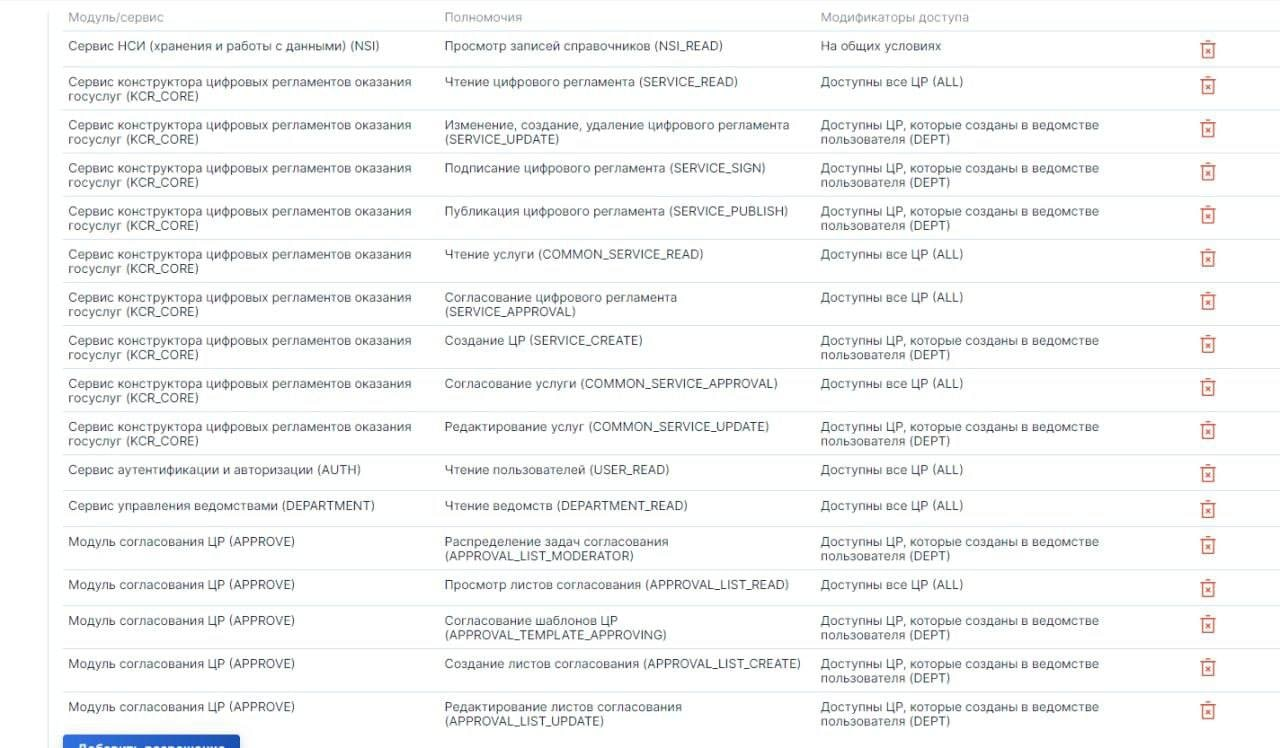 Модуль/сервис Полномочия Модификаторы доступа
Сервис НСИ (хранения и работы с данными) (NSI) Просмотр записей справочников (NSI_READ) На общих условиях
Сервис конструктора цифровых регламентов оказания Чтение цифрового регламента (SERVICE_READ) Доступны все ЦР (ALL)
госуслуг (KCR_CORE)
Сервис конструктора цифровых регламентов оказания Изменение, создание, удаление цифрового регламента Доступны ЦР, которые созданы в ведомстве
госуслуг (KCR_CORE) (SERVICE_UPDATE) пользователя (DEPT)
Сервис конструктора цифровых регламентов оказания Подписание цифрового регламента (SERVICE_SIGN) Доступны ЦР, которые созданы в ведомстве
госуслуг (KCR_CORE) пользователя (DEPT)
Сервис конструктора цифровых регламентов оказания Публикация цифрового регламента (SERVICE_PUBLISH) Доступны ЦР, которые созданы в ведомстве
госуслуг (KCR_CORE) пользователя (DEPT)
Сервис конструктора цифровых регламентов оказания Чтение услуги (COMMON_SERVICE_READ) Доступны все ЦР (ALL)
госуслуг (KCR_CORE)
Сервис конструктора цифровых регламентов оказания Согласование цифрового регламента Доступны все ЦР (ALL)
госуслуг (KCR_CORE) (SERVICE_APPROVAL)
Сервис конструктора цифровых регламентов оказания Создание ЦР (SERVICE_CREATE) Доступны ЦР, которые созданы в ведомстве
госуслуг (KCR_CORE) пользователя (DEPT)
Сервис конструктора цифровых регламентов оказания Согласование услуги (COMMON_SERVICE_APPROVAL) Доступны все ЦР (ALL)
госуслуг (KCR_CORE)
Сервис конструктора цифровых регламентов оказания Редактирование услуг (COMMON_SERVICE_UPDATE) Доступны ЦР, которые созданы в ведомстве
госуслуг (KCR_CORE) пользователя (DEPT)
Сервис аутентификации и авторизации (AUTH) Чтение пользователей (USER_READ) Доступны все ЦР (ALL)
Сервис управления ведомствами (DEPARTMENT) Чтение ведомств (DEPARTMENT_READ) Доступны все ЦР (ALL)
Модуль согласования ЦР (APPROVE) Распределение задач согласования Доступны ЦР, которые созданы в ведомстве
(APPROVAL_LIST_MODERATOR) пользователя (DEPT)
Модуль согласования ЦР (APPROVE) Просмотр листов согласования (APPROVAL_LIST_READ) Доступны все ЦР (ALL)
Модуль согласования ЦР (APPROVE) Согласование шаблонов ЦР Доступны ЦР, которые созданы в ведомстве
(APPROVAL_TEMPLATE_APPROVING) пользователя (DEPT)
Модуль согласования ЦР (APPROVE) Создание листов согласования (APPROVAL_LIST_CREATE) Доступны ЦР, которые созданы в ведомстве
пользователя (DEPT)
Модуль согласования ЦР (APPROVE) Редактирование листов согласования Доступны ЦР, которые созданы в ведомстве
(APPROVAL_LIST_UPDATE) пользователя (DEPT)
Добавить разрешение